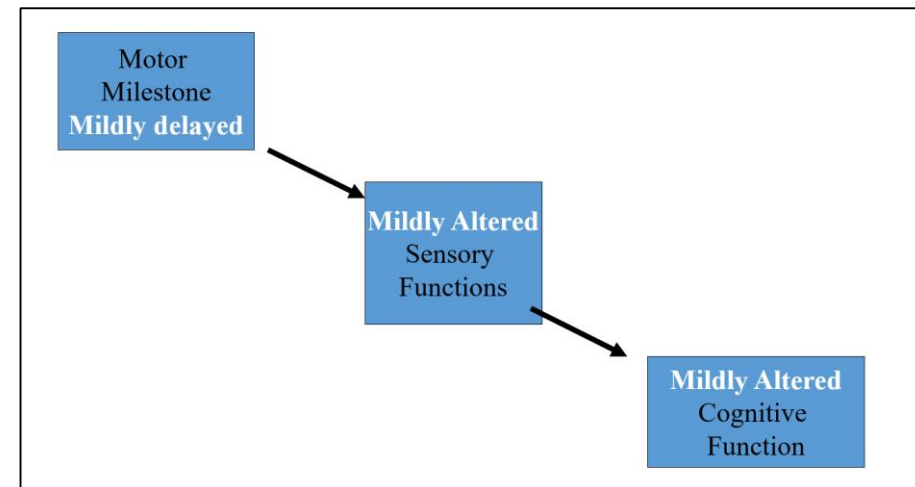 Motor
Milestone
Mildly delayed
Mildly Altered
Sensory
Functions
Mildly Altered
Cognitive
Function